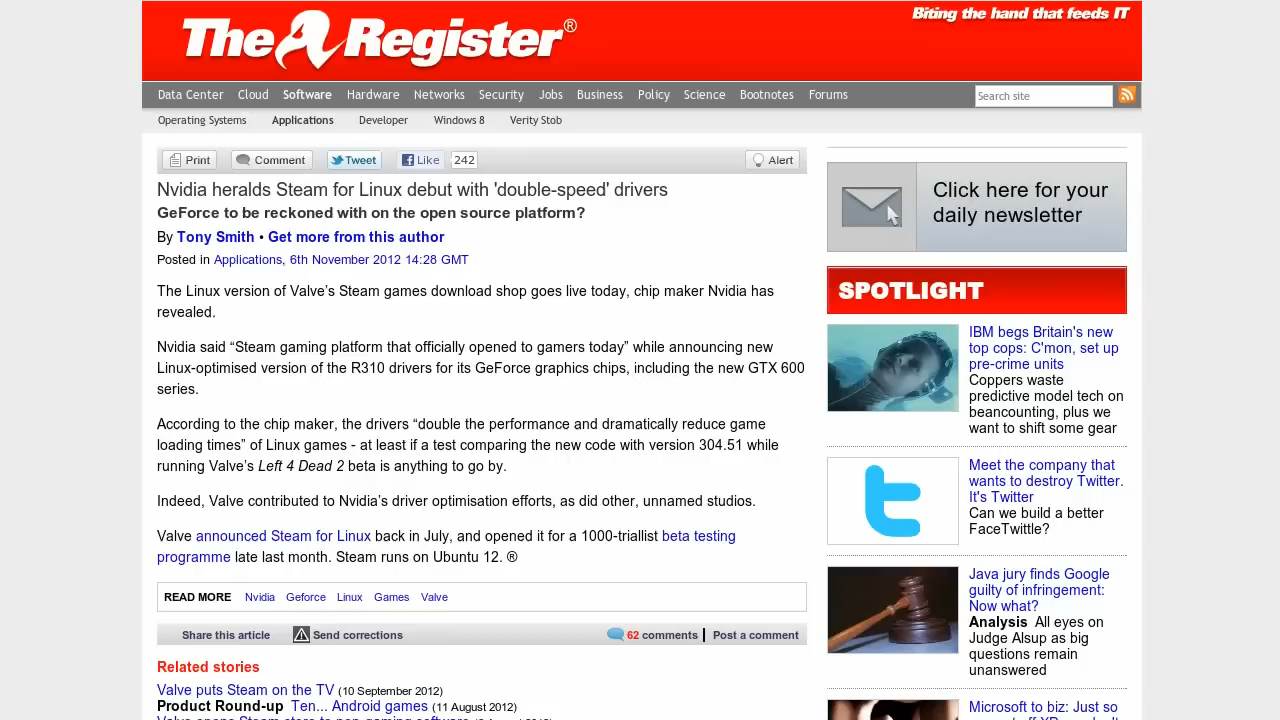 The Register®
Biting the hand that feeds IT
Data Center Cloud Software Hardware Networks Security Jobs Business Policy Science Bootnotes Forums
Search site
Operating Systems Applications Developer Windows 8 Verity Stob
Print Comment Tweet Like 242 Alert
Nvidia heralds Steam for Linux debut with 'double-speed' drivers
GeForce to be reckoned with on the open source platform?
By Tony Smith • Get more from this author
Posted in Applications, 6th November 2012 14:28 GMT
The Linux version of Valve’s Steam games download shop goes live today, chip maker Nvidia has
revealed.
Nvidia said “Steam gaming platform that officially opened to gamers today” while announcing new
Linux-optimised version of the R310 drivers for its GeForce graphics chips, including the new GTX 600
series.
According to the chip maker, the drivers “double the performance and dramatically reduce game
loading times” of Linux games - at least if a test comparing the new code with version 304.51 while
running Valve’s Left 4 Dead 2 beta is anything to go by.
Indeed, Valve contributed to Nvidia’s driver optimisation efforts, as did other, unnamed studios.
Valve announced Steam for Linux back in July, and opened it for a 1000-triallist beta testing
programme late last month. Steam runs on Ubuntu 12. ®
READ MORE Nvidia Geforce Linux Games Valve
Share this article Send corrections 62 comments Post a comment
Related stories
Valve puts Steam on the TV (10 September 2012)
Product Round-up Ten... Android games (11 August 2012)
Click here for your
daily newsletter
SPOTLIGHT
IBM begs Britain's new
top cops: C'mon, set up
pre-crime units
Coppers waste
predictive model tech on
beancounting, plus we
want to shift some gear
Meet the company that
wants to destroy Twitter.
It's Twitter
Can we build a better
FaceTwittle?
Java jury finds Google
guilty of infringement:
Now what?
Analysis All eyes on
Judge Alsup as big
questions remain
unanswered
Microsoft to biz: Just so